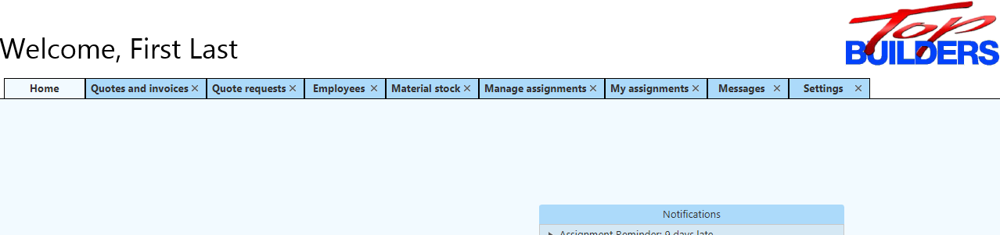 Top
BUILDERS
Welcome, First Last
Home Quotes and invoices Quote requests Employees Material stock Manage assignments My assignments Messages Settings
Notifications
Assignment Reminder: 9 days late